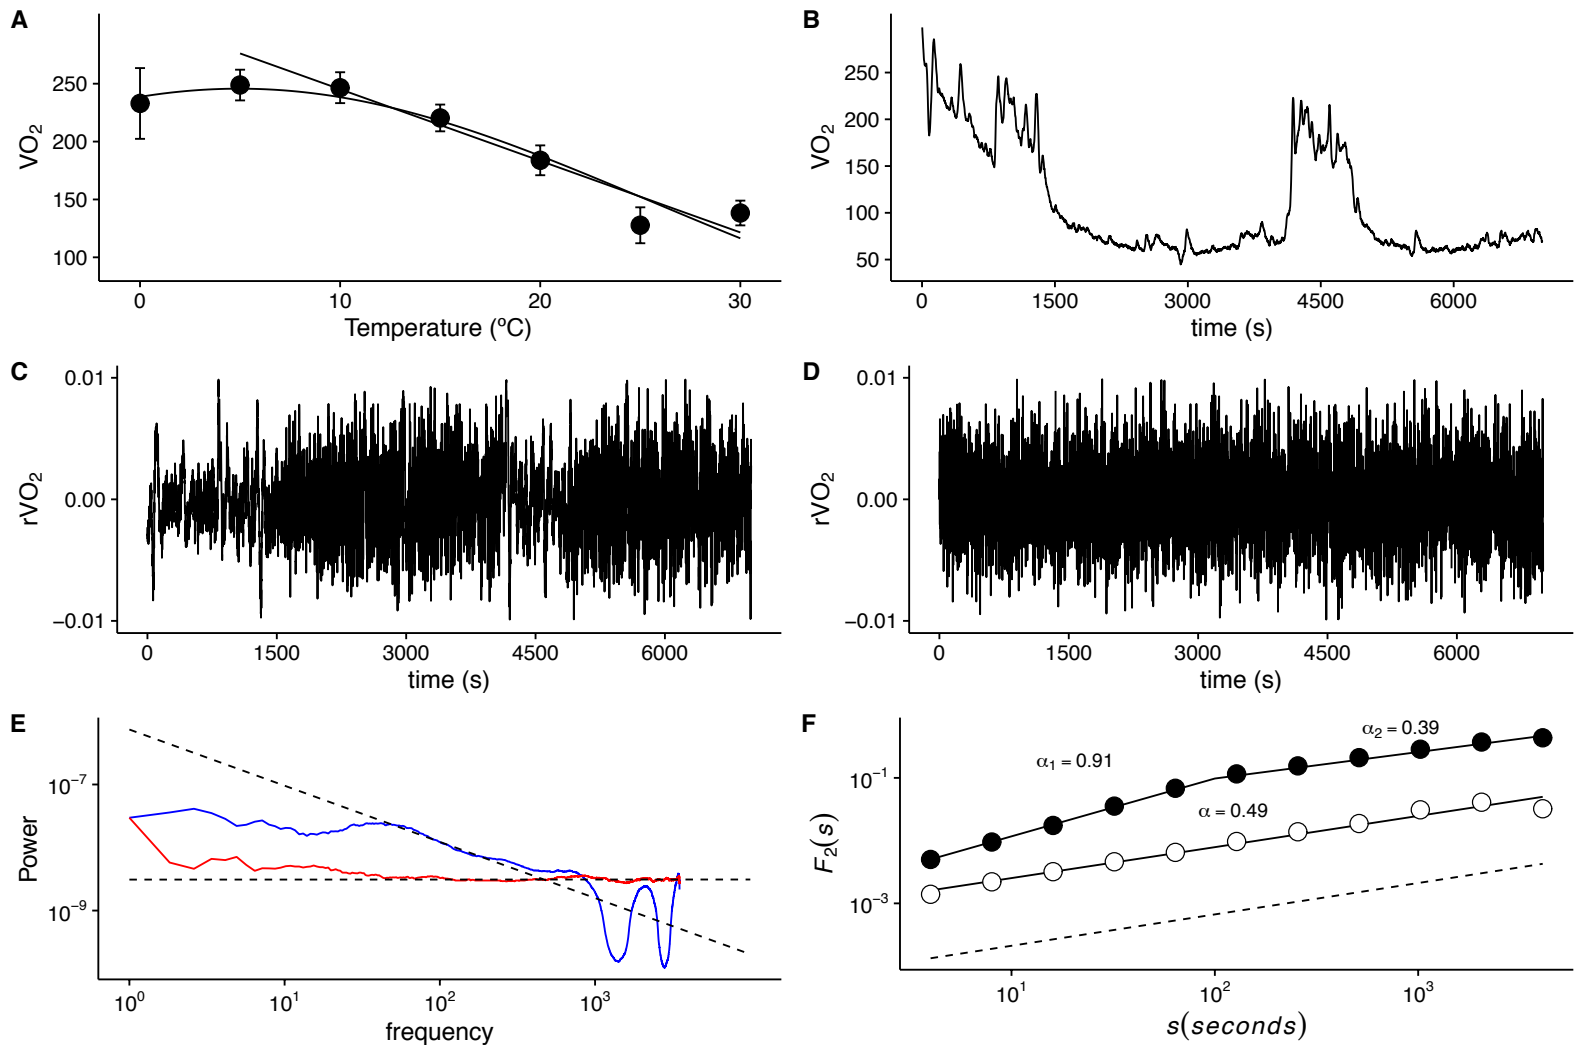 A
VO2
250
200
150
100
0 10 20 30
Temperature (ºC)
B
VO2
250
200
150
100
50
0 1500 3000 4500 6000
time (s)
C
rVO2
0.01
0.00
−0.01
0 1500 3000 4500 6000
time (s)
D
rVO2
0.01
0.00
−0.01
0 1500 3000 4500 6000
time (s)
E
Power
10−7
10−9
100 101 102 103
frequency
F
F2(s)
10−1
10−3
α1 = 0.91
α2 = 0.39
α = 0.49
101 102 103
s(seconds)